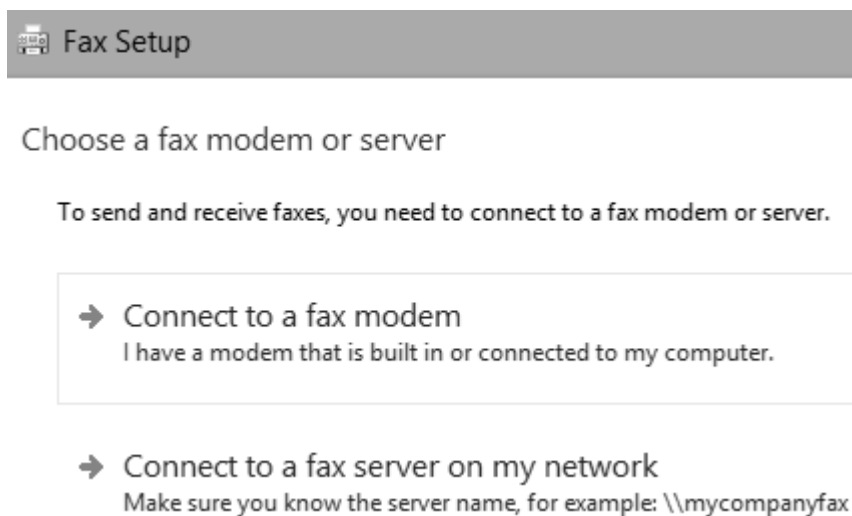 Fax Setup
Choose a fax modem or server
To send and receive faxes, you need to connect to a fax modem or server.
Connect to a fax modem
I have a modem that is built in or connected to my computer.
Connect to a fax server on my network
Make sure you know the server name, for example: \\mycompanyfax